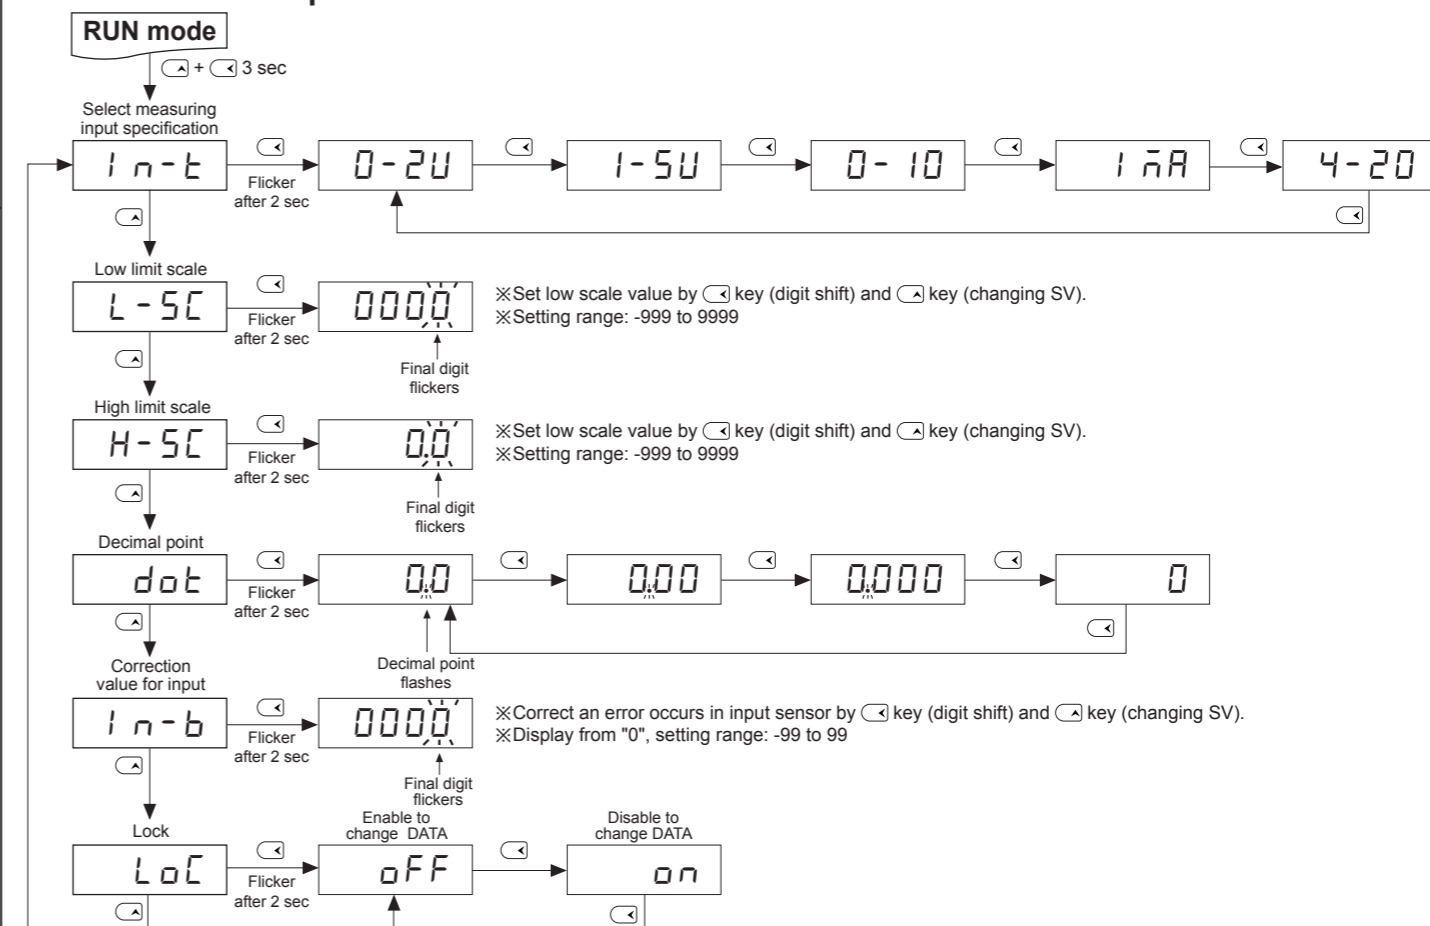 RUN mode
+ 3 sec
Select measuring
input specification
In-t
Flicker
after 2 sec
0-2U
1-5U
0-10
1 mA
4-20
Low limit scale
L-SC
Flicker
after 2 sec
0000
※Set low scale value by key (digit shift) and key (changing SV).
※Setting range: -999 to 9999
Final digit
flickers
High limit scale
H-SC
Flicker
after 2 sec
0.0
※Set low scale value by key (digit shift) and key (changing SV).
※Setting range: -999 to 9999
Final digit
flickers
Decimal point
dot
Flicker
after 2 sec
0.0
0.00
0.000
0
Decimal point
flashes
Correction
value for input
In-b
Flicker
after 2 sec
0000
※Correct an error occurs in input sensor by key (digit shift) and key (changing SV).
※Display from "0", setting range: -99 to 99
Final digit
flickers
Lock
LoC
Flicker
after 2 sec
Enable to
change DATA
oFF
Disable to
change DATA
on